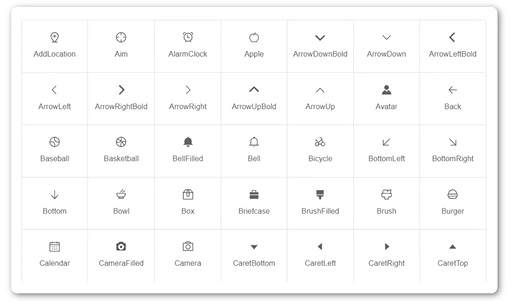 AddLocation Aim AlarmClock Apple ArrowDownBold ArrowDown ArrowLeftBold
ArrowLeft ArrowRightBold ArrowRight ArrowUpBold ArrowUp Avatar Back
Baseball Basketball BellFilled Bell Bicycle BottomLeft BottomRight
Bottom Bowl Box Briefcase BrushFilled Brush Burger
Calendar CameraFilled Camera CaretBottom CaretLeft CaretRight CaretTop